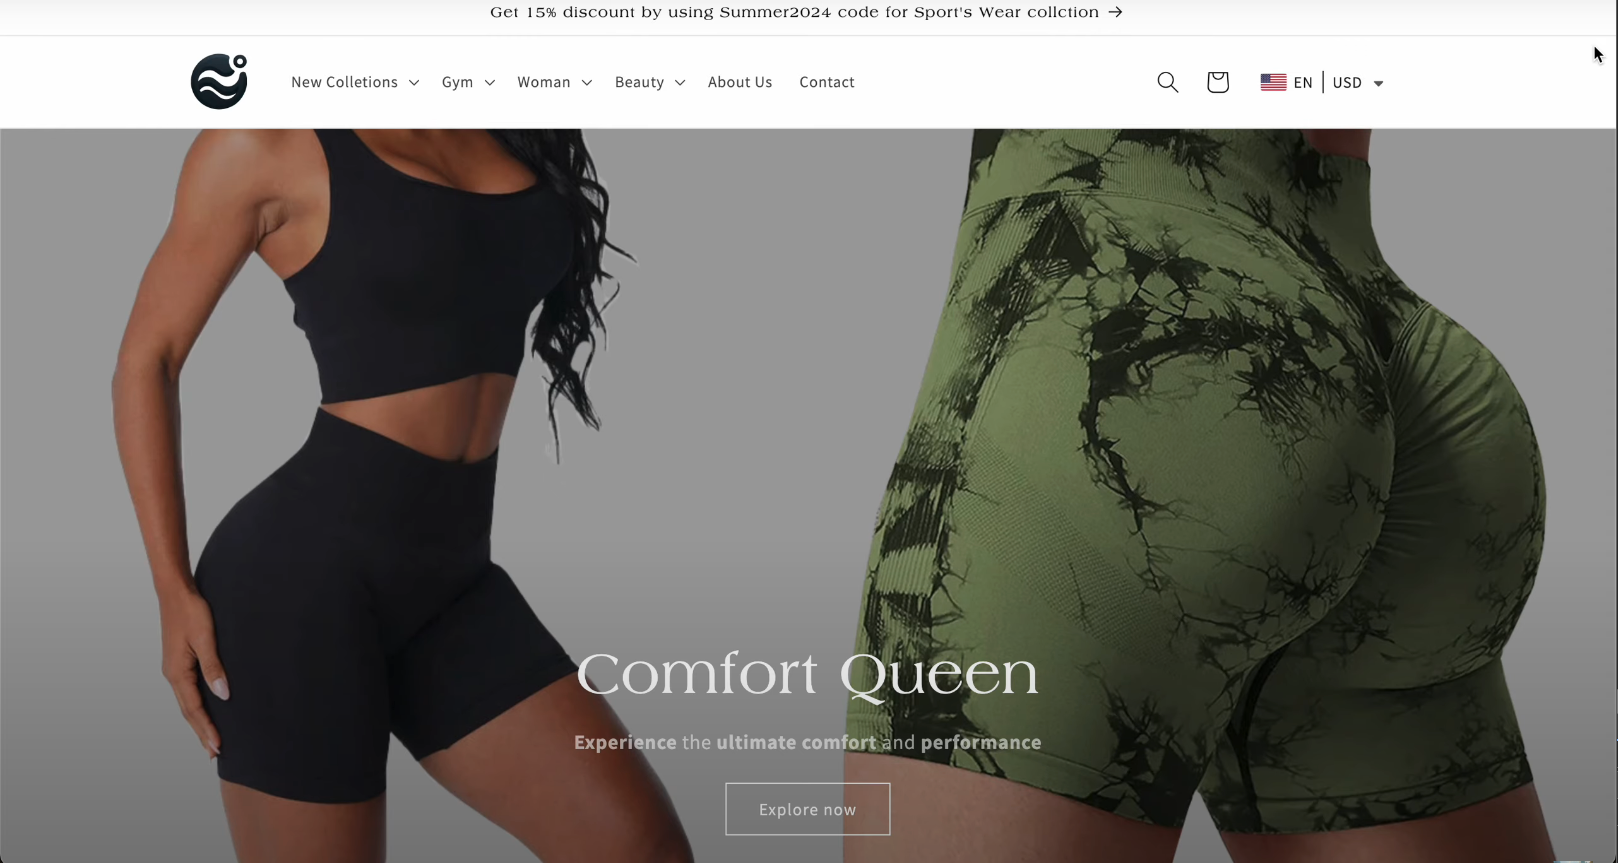 Get 15% discount by using Summer2024 code for Sport's Wear collction →
New Colletions Gym Woman Beauty About Us Contact EN USD
Comfort Queen
Experience the ultimate comfort and performance
Explore now